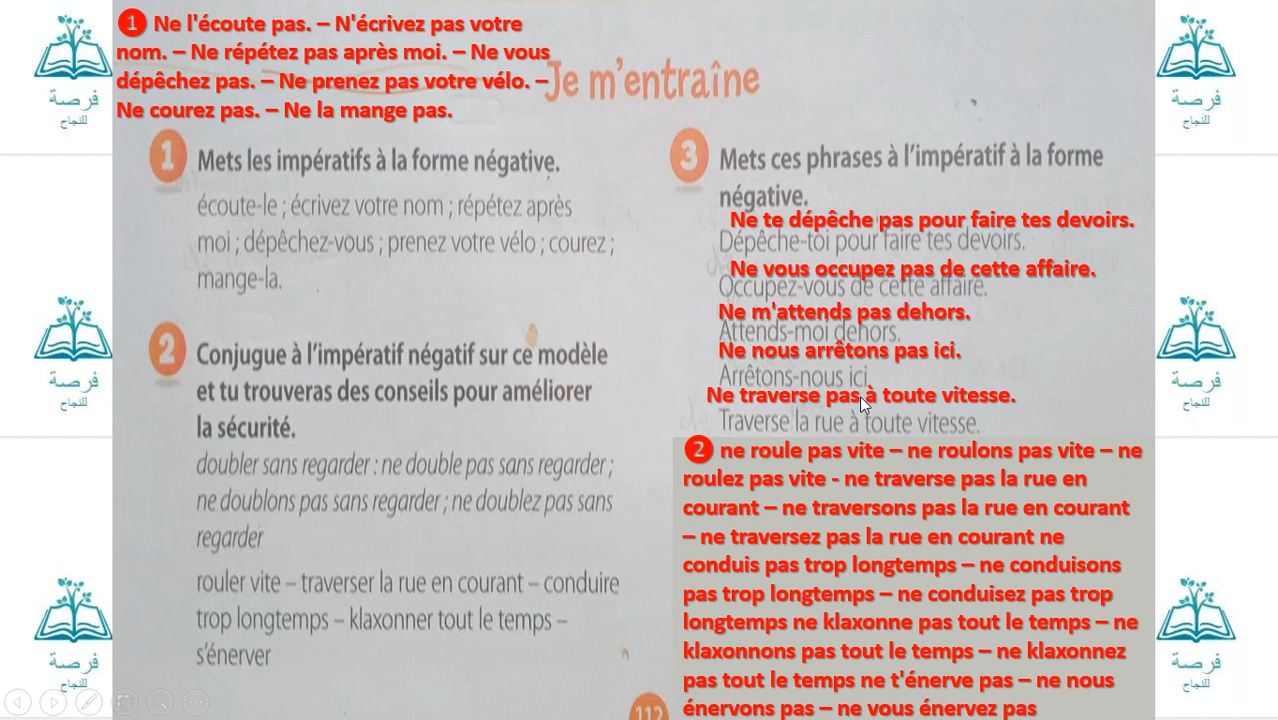 ❶ Ne l'écoute pas. – N'écrivez pas votre
nom. – Ne répétez pas après moi. – Ne vous
dépêchez pas. – Ne prenez pas votre vélo. –
Ne courez pas. – Ne la mange pas.
Je m'entraîne
1 Mets les impératifs à la forme négative.
écoute-le ; écrivez votre nom ; répétez après
moi ; dépêchez-vous ; prenez votre vélo ; courez ;
mange-la.
2 Conjugue à l'impératif négatif sur ce modèle
et tu trouveras des conseils pour améliorer
la sécurité.
doubler sans regarder : ne double pas sans regarder ;
ne doublons pas sans regarder ; ne doublez pas sans
regarder
rouler vite – traverser la rue en courant – conduire
trop longtemps – klaxonner tout le temps –
s'énerver
3 Mets ces phrases à l'impératif à la forme
négative.
Ne te dépêche pas pour faire tes devoirs.
Dépêche-toi pour faire tes devoirs.
Ne vous occupez pas de cette affaire.
Occupez-vous de cette affaire.
Ne m'attends pas dehors.
Attends-moi dehors.
Ne nous arrêtons pas ici.
Arrêtons-nous ici
Ne traverse pas à toute vitesse.
Traverse la rue à toute vitesse.
❷ ne roule pas vite – ne roulons pas vite – ne
roulez pas vite - ne traverse pas la rue en
courant – ne traversons pas la rue en courant
– ne traversez pas la rue en courant ne
conduis pas trop longtemps – ne conduisons
pas trop longtemps – ne conduisez pas trop
longtemps ne klaxonne pas tout le temps – ne
klaxonnons pas tout le temps – ne klaxonnez
pas tout le temps ne t'énerve pas – ne nous
énervons pas – ne vous énervez pas
112
فرصة
للنجاح
فرصة
للنجاح
فرصة
للنجاح
فرصة
للنجاح
فرصة
للنجاح
فرصة
للنجاح